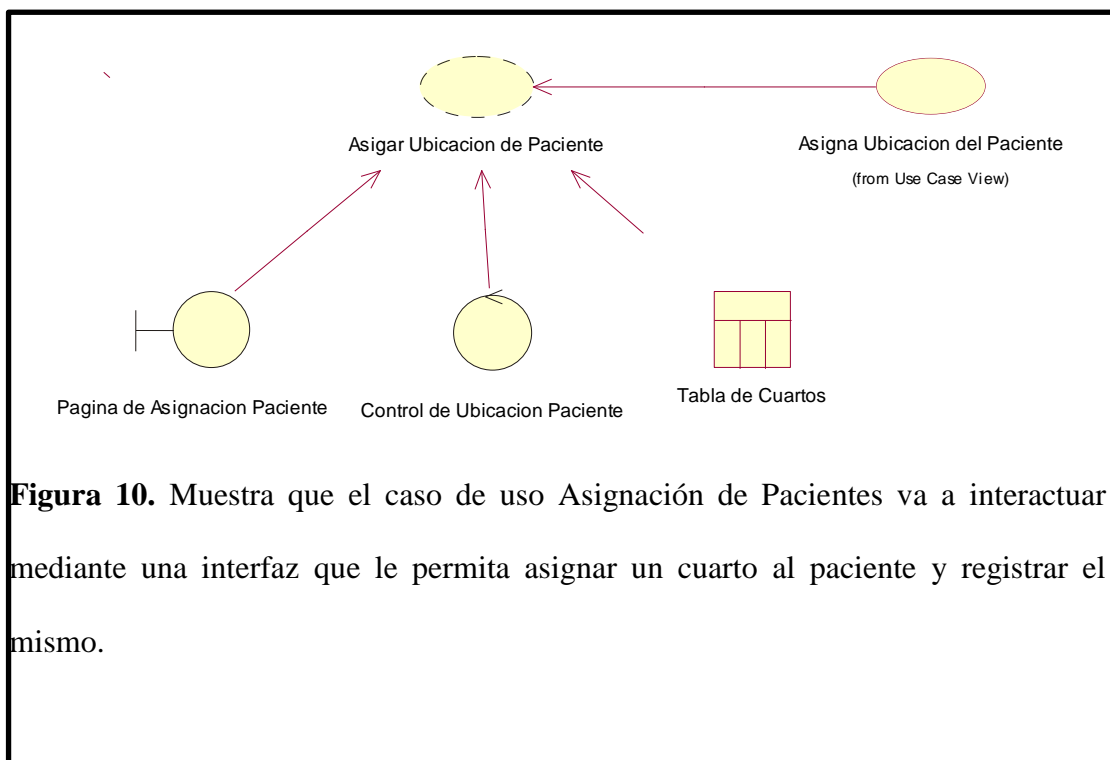 Asigar Ubicacion de Paciente
Asigna Ubicacion del Paciente
(from Use Case View)
Pagina de Asignacion Paciente
Control de Ubicacion Paciente
Tabla de Cuartos
Figura 10. Muestra que el caso de uso Asignación de Pacientes va a interactuar
mediante una interfaz que le permita asignar un cuarto al paciente y registrar el
mismo.